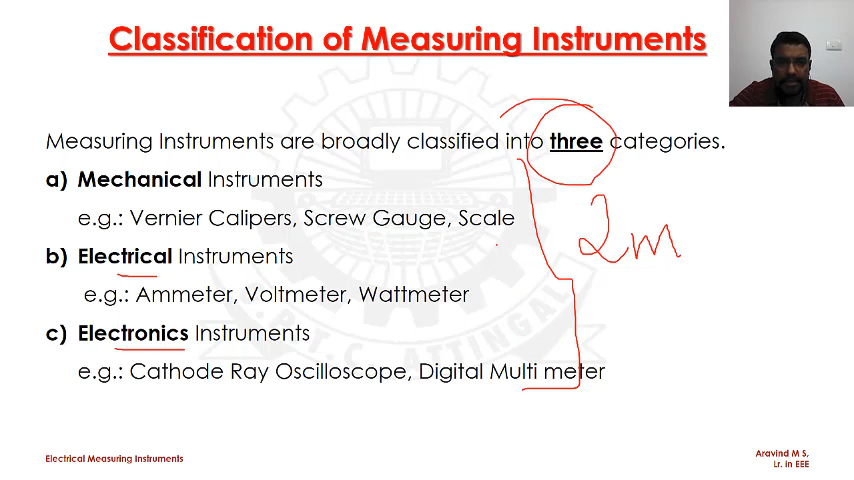 Classification of Measuring Instruments
Measuring Instruments are broadly classified into three categories.
a) Mechanical Instruments
e.g.: Vernier Calipers, Screw Gauge, Scale
2m
b) Electrical Instruments
e.g.: Ammeter, Voltmeter, Wattmeter
c) Electronics Instruments
e.g.: Cathode Ray Oscilloscope, Digital Multi meter
Electrical Measuring Instruments
Aravind M S,
Lr. in EEE